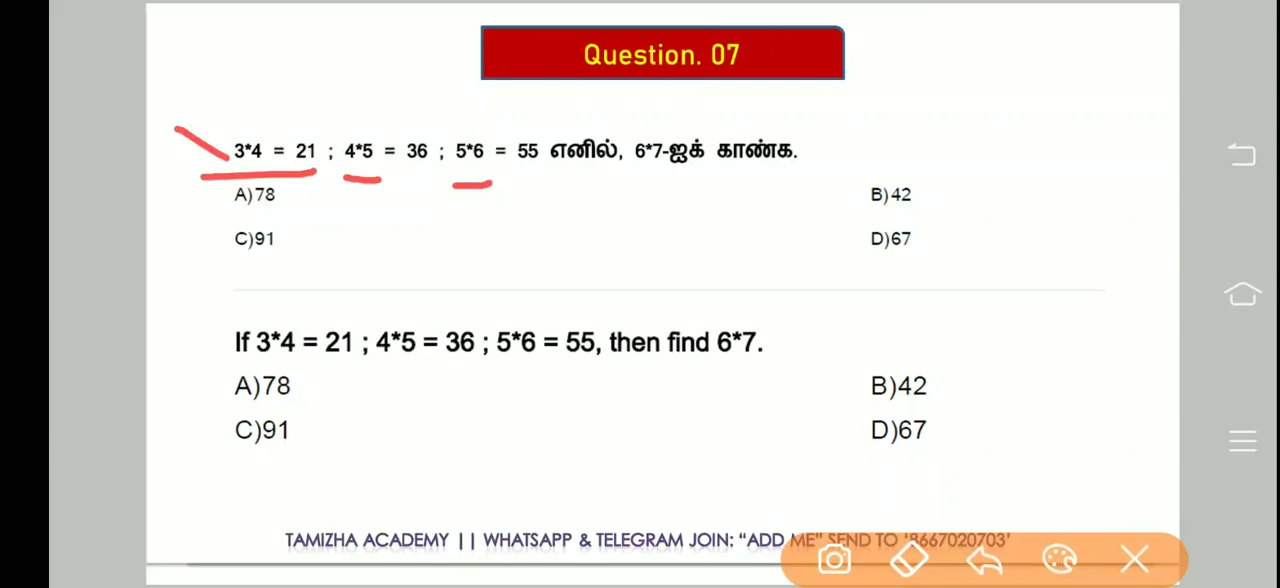 Question. 07
3*4 = 21 ; 4*5 = 36 ; 5*6 = 55 எனில், 6*7-ஐக் காண்க.
A)78 B)42
C)91 D)67
If 3*4 = 21 ; 4*5 = 36 ; 5*6 = 55, then find 6*7.
A)78 B)42
C)91 D)67
TAMIZHA ACADEMY || WHATSAPP & TELEGRAM JOIN: “ADD ME” SEND TO ‘8667020703’